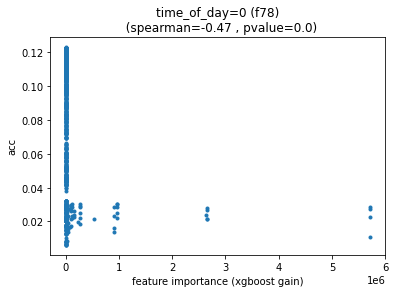 time_of_day=0 (f78)
(spearman=-0.47 , pvalue=0.0)
0.12
0.10
0.08
0.06
0.04
0.02
acc
0 1 2 3 4 5 6
1e6
feature importance (xgboost gain)